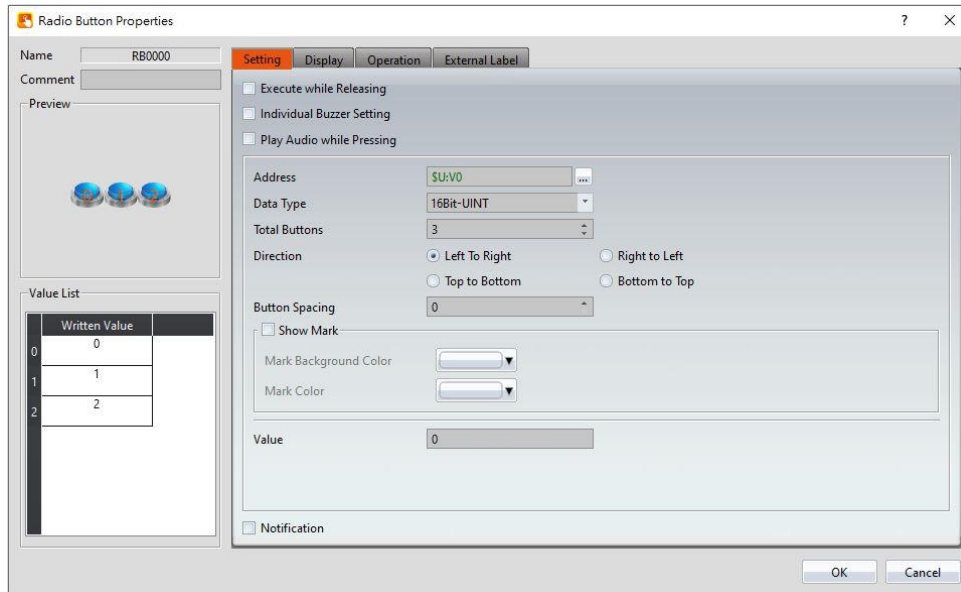 Radio Button Properties
? ×
Name RB0000
Comment
Preview
Value List
Written Value
0 0
1 1
2 2
Setting Display Operation External Label
Execute while Releasing
Individual Buzzer Setting
Play Audio while Pressing
Address $U:V0 ...
Data Type 16Bit-UINT
Total Buttons 3
Direction Left To Right Right to Left
Top to Bottom Bottom to Top
Button Spacing 0
Show Mark
Mark Background Color
Mark Color
Value 0
Notification
OK Cancel